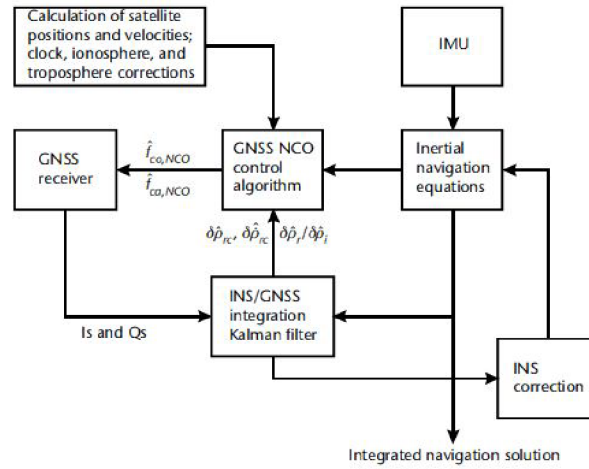 Calculation of satellite
positions and velocities;
clock, ionosphere, and
troposphere corrections
IMU
GNSS
receiver
f̂co,NCO
f̂ca,NCO
GNSS NCO
control
algorithm
Inertial
navigation
equations
δρ̂rc, δρ̇̂rc δρ̂r/δρ̂i
INS/GNSS
integration
Kalman filter
Is and Qs
INS
correction
Integrated navigation solution